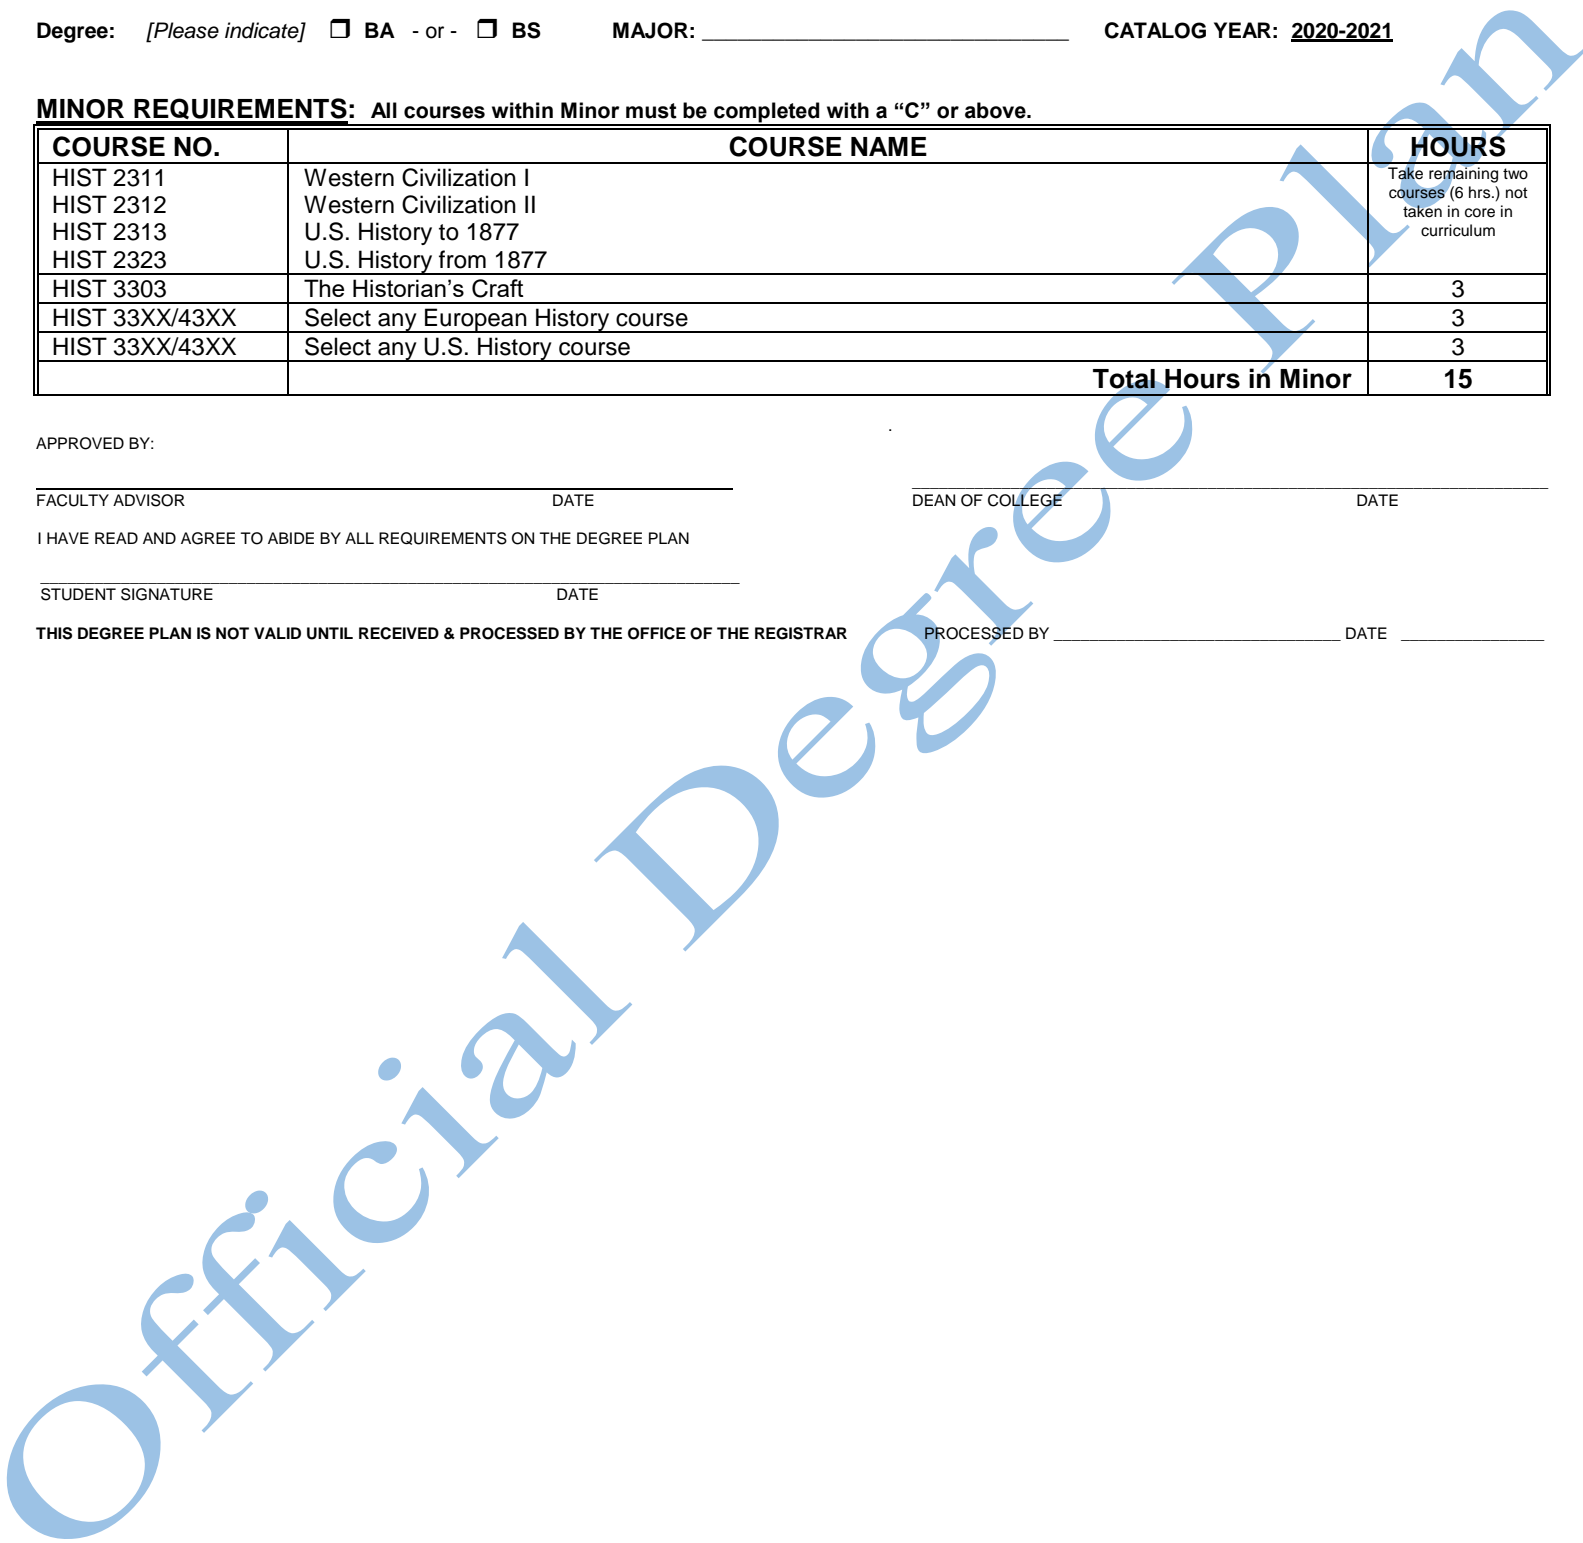 Degree: [Please indicate] ❒ BA - or - ❒ BS MAJOR: ______________________________ CATALOG YEAR: 2020-2021
MINOR REQUIREMENTS: All courses within Minor must be completed with a “C” or above.
COURSE NO. COURSE NAME HOURS
HIST 2311 Western Civilization I
HIST 2312 Western Civilization II
HIST 2313 U.S. History to 1877
HIST 2323 U.S. History from 1877
Take remaining two
courses (6 hrs.) not
taken in core in
curriculum
HIST 3303 The Historian’s Craft 3
HIST 33XX/43XX Select any European History course 3
HIST 33XX/43XX Select any U.S. History course 3
Total Hours in Minor 15
.
APPROVED BY:
FACULTY ADVISOR DATE DEAN OF COLLEGE DATE
I HAVE READ AND AGREE TO ABIDE BY ALL REQUIREMENTS ON THE DEGREE PLAN
STUDENT SIGNATURE DATE
THIS DEGREE PLAN IS NOT VALID UNTIL RECEIVED & PROCESSED BY THE OFFICE OF THE REGISTRAR PROCESSED BY ______________________________ DATE _______________
Official Degree Plan